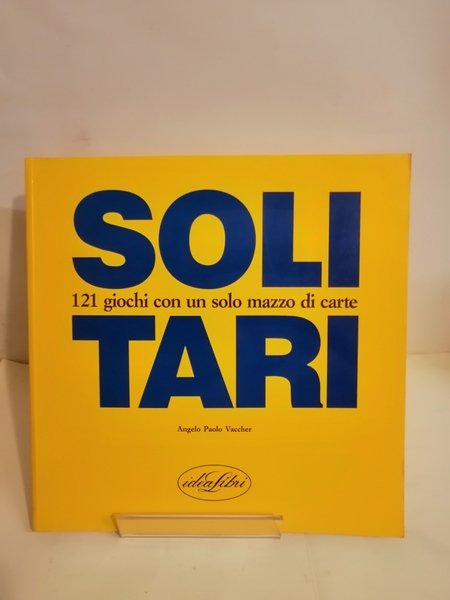 SOLI
121 giochi con un solo mazzo di carte
TARI
Angelo Paolo Vaccher
ideaLibri